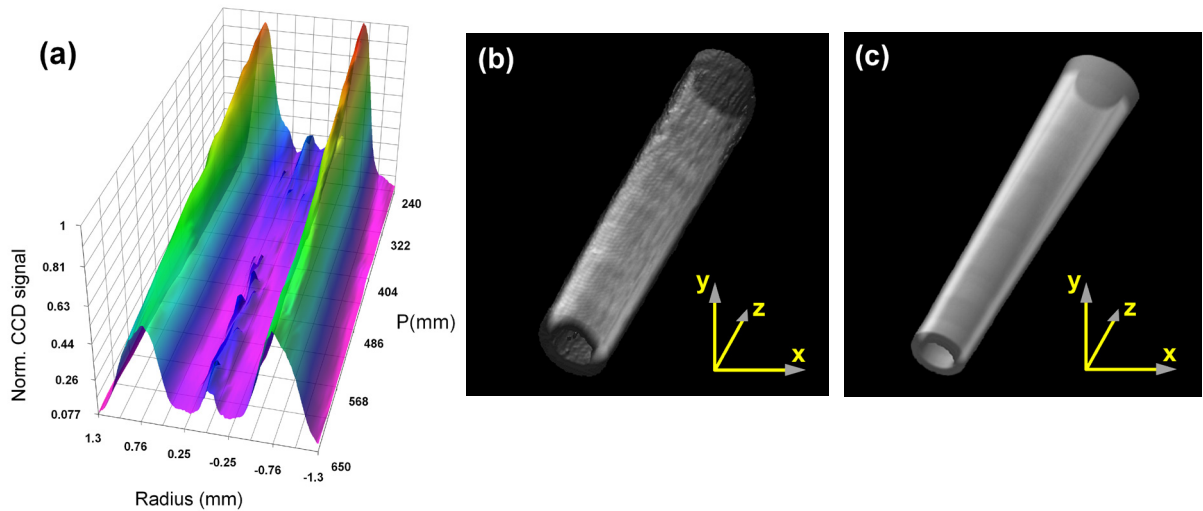 (a)
Norm. CCD signal
1
0.81
0.63
0.44
0.26
0.077
1.3
0.76
0.25
-0.25
-0.76
-1.3
Radius (mm)
240
322
404
486
568
650
P(mm)
(b)
y
z
x
(c)
y
z
x